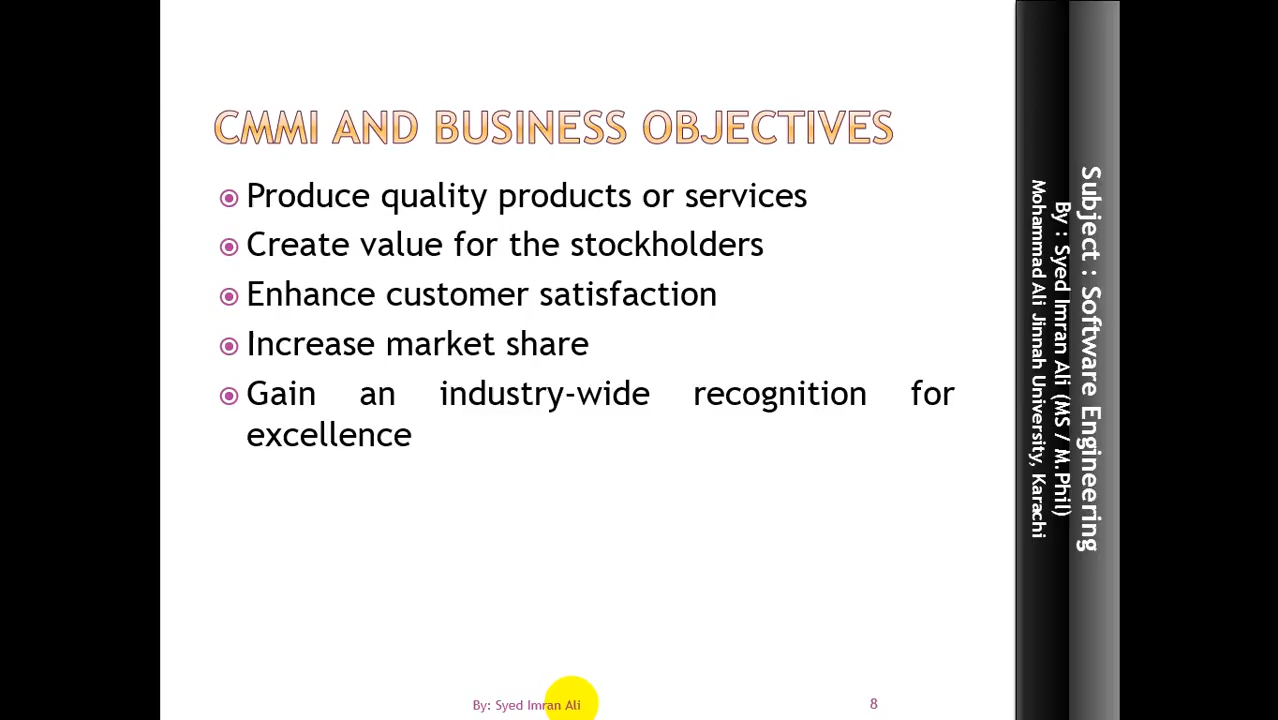 CMMI AND BUSINESS OBJECTIVES
Produce quality products or services
Create value for the stockholders
Enhance customer satisfaction
Increase market share
Gain an industry-wide recognition for
excellence
Subject : Software Engineering
By : Syed Imran Ali (MS / M.Phil)
Mohammad Ali Jinnah University, Karachi
By: Syed Imran Ali
8